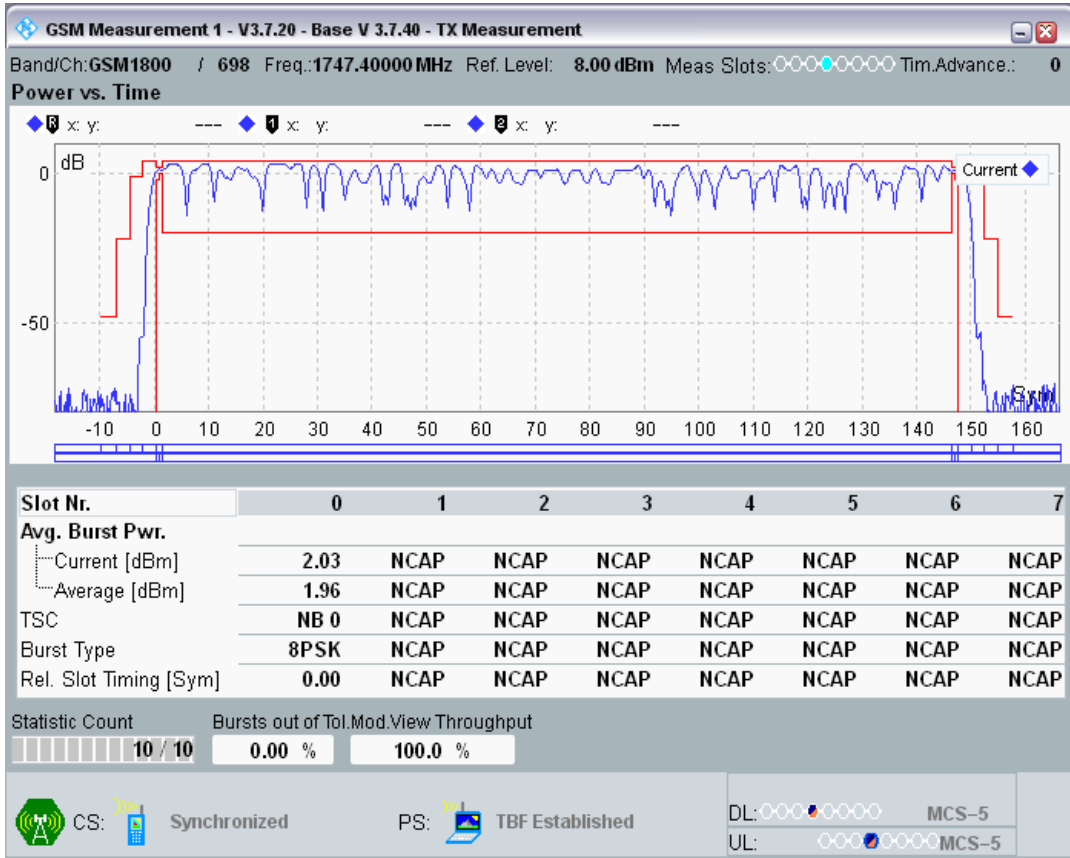 GSM Measurement 1 - V3.7.20 - Base V 3.7.40 - TX Measurement
Band/Ch:GSM1800 / 698 Freq.:1747.40000 MHz Ref. Level: 8.00 dBm Meas Slots: Tim.Advance.: 0
Power vs. Time
R x: y: --- 1 x: y: --- 2 x: y: ---
dB
0
Current
-50
Sym
-10 0 10 20 30 40 50 60 70 80 90 100 110 120 130 140 150 160
Slot Nr. 0 1 2 3 4 5 6 7
Avg. Burst Pwr.
Current [dBm] 2.03 NCAP NCAP NCAP NCAP NCAP NCAP NCAP
Average [dBm] 1.96 NCAP NCAP NCAP NCAP NCAP NCAP NCAP
TSC NB 0 NCAP NCAP NCAP NCAP NCAP NCAP NCAP
Burst Type 8PSK NCAP NCAP NCAP NCAP NCAP NCAP NCAP
Rel. Slot Timing [Sym] 0.00 NCAP NCAP NCAP NCAP NCAP NCAP NCAP
Statistic Count Bursts out of Tol.Mod.View Throughput
10 / 10 0.00 % 100.0 %
CS: Synchronized PS: TBF Established
DL: MCS-5
UL: MCS-5